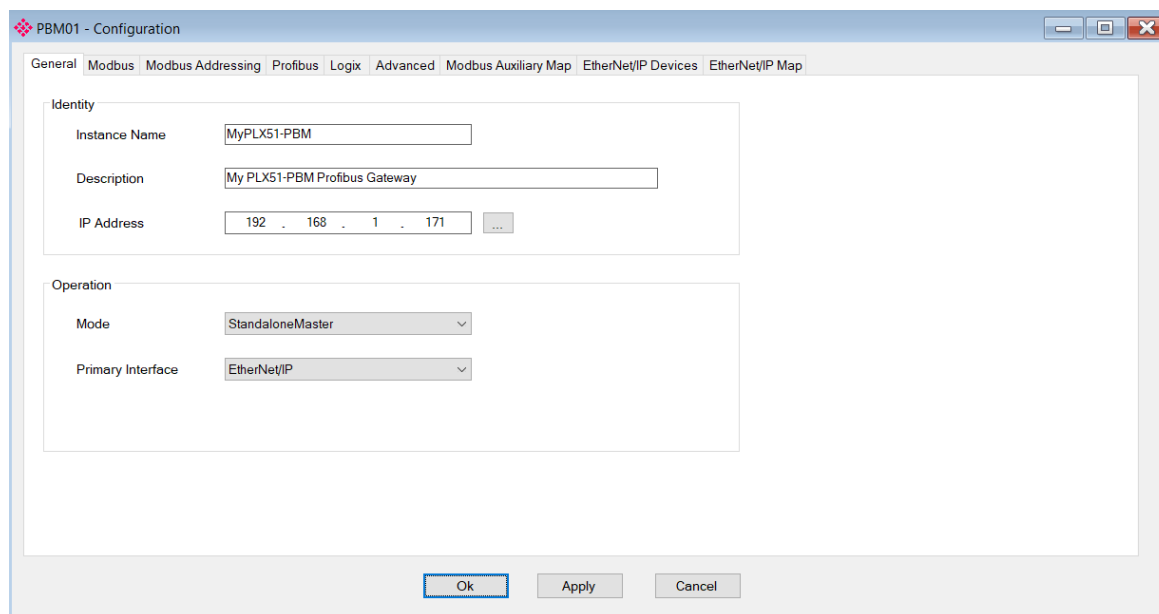 PBM01 - Configuration
General Modbus Modbus Addressing Profibus Logix Advanced Modbus Auxiliary Map EtherNet/IP Devices EtherNet/IP Map
Identity
Instance Name MyPLX51-PBM
Description My PLX51-PBM Profibus Gateway
IP Address 192 . 168 . 1 . 171 ...
Operation
Mode StandaloneMaster
Primary Interface EtherNet/IP
Ok Apply Cancel